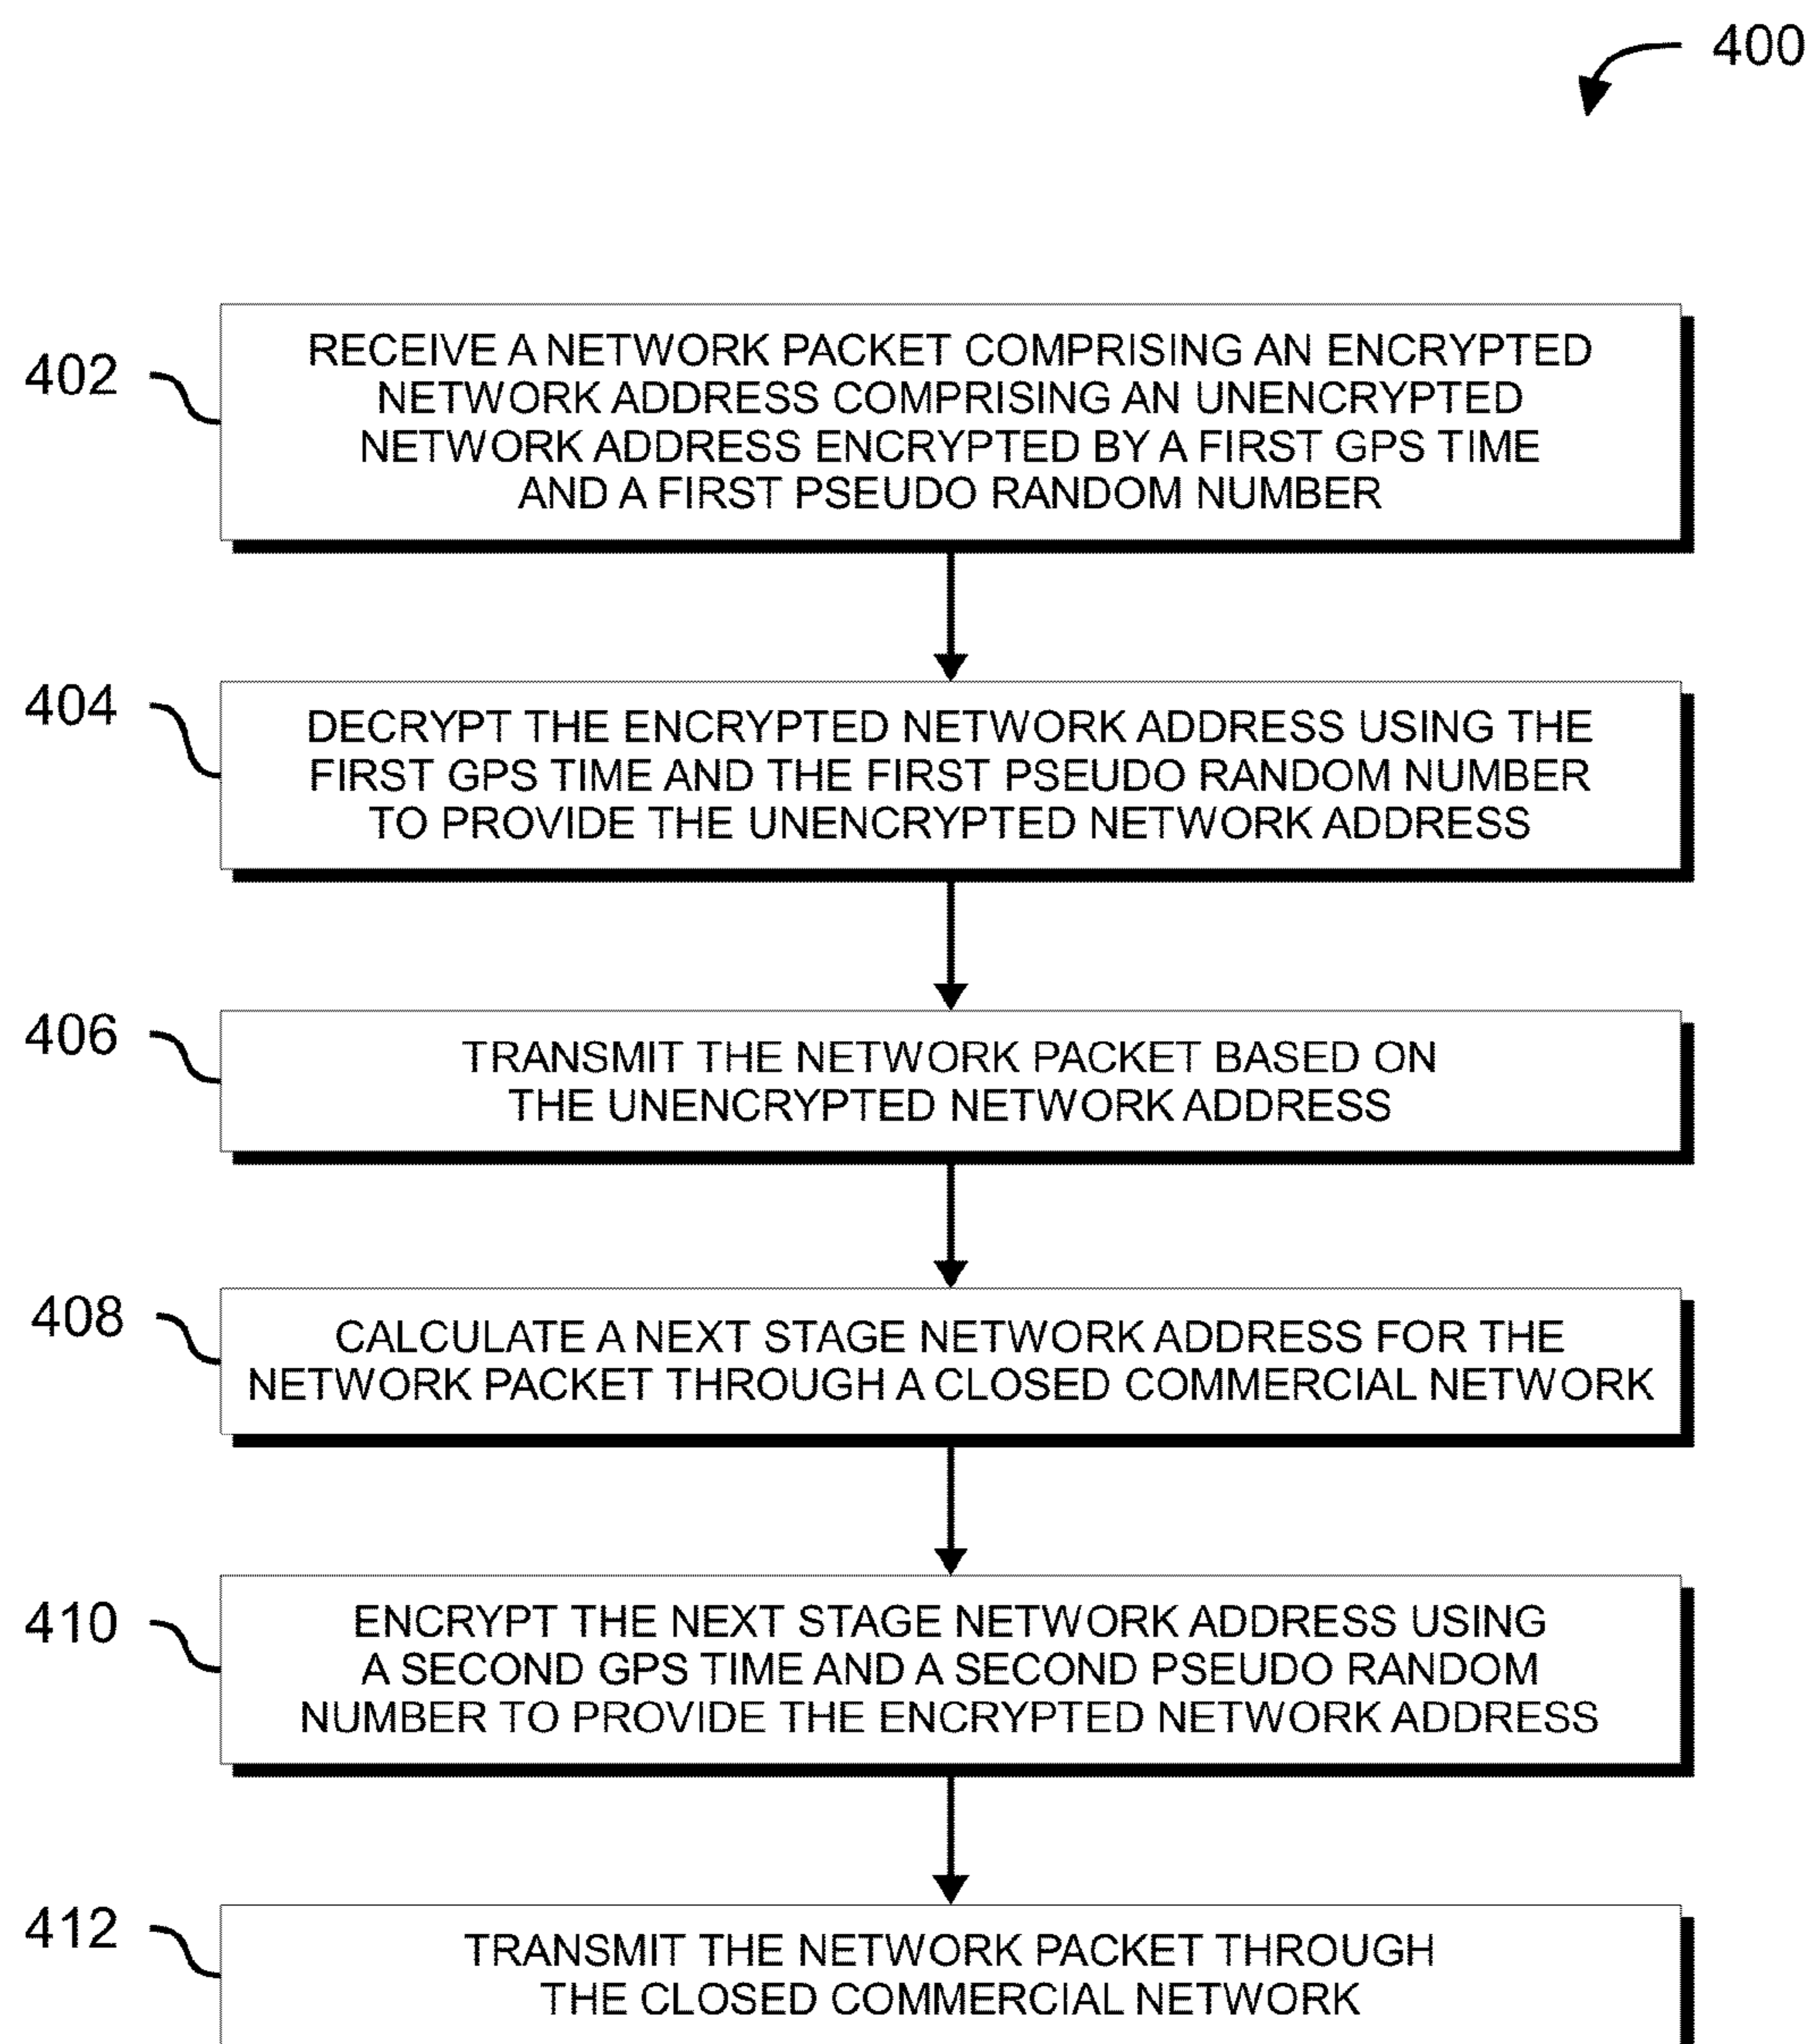 400
402
RECEIVE A NETWORK PACKET COMPRISING AN ENCRYPTED
NETWORK ADDRESS COMPRISING AN UNENCRYPTED
NETWORK ADDRESS ENCRYPTED BY A FIRST GPS TIME
AND A FIRST PSEUDO RANDOM NUMBER
404
DECRYPT THE ENCRYPTED NETWORK ADDRESS USING THE
FIRST GPS TIME AND THE FIRST PSEUDO RANDOM NUMBER
TO PROVIDE THE UNENCRYPTED NETWORK ADDRESS
406
TRANSMIT THE NETWORK PACKET BASED ON
THE UNENCRYPTED NETWORK ADDRESS
408
CALCULATE A NEXT STAGE NETWORK ADDRESS FOR THE
NETWORK PACKET THROUGH A CLOSED COMMERCIAL NETWORK
410
ENCRYPT THE NEXT STAGE NETWORK ADDRESS USING
A SECOND GPS TIME AND A SECOND PSEUDO RANDOM
NUMBER TO PROVIDE THE ENCRYPTED NETWORK ADDRESS
412
TRANSMIT THE NETWORK PACKET THROUGH
THE CLOSED COMMERCIAL NETWORK